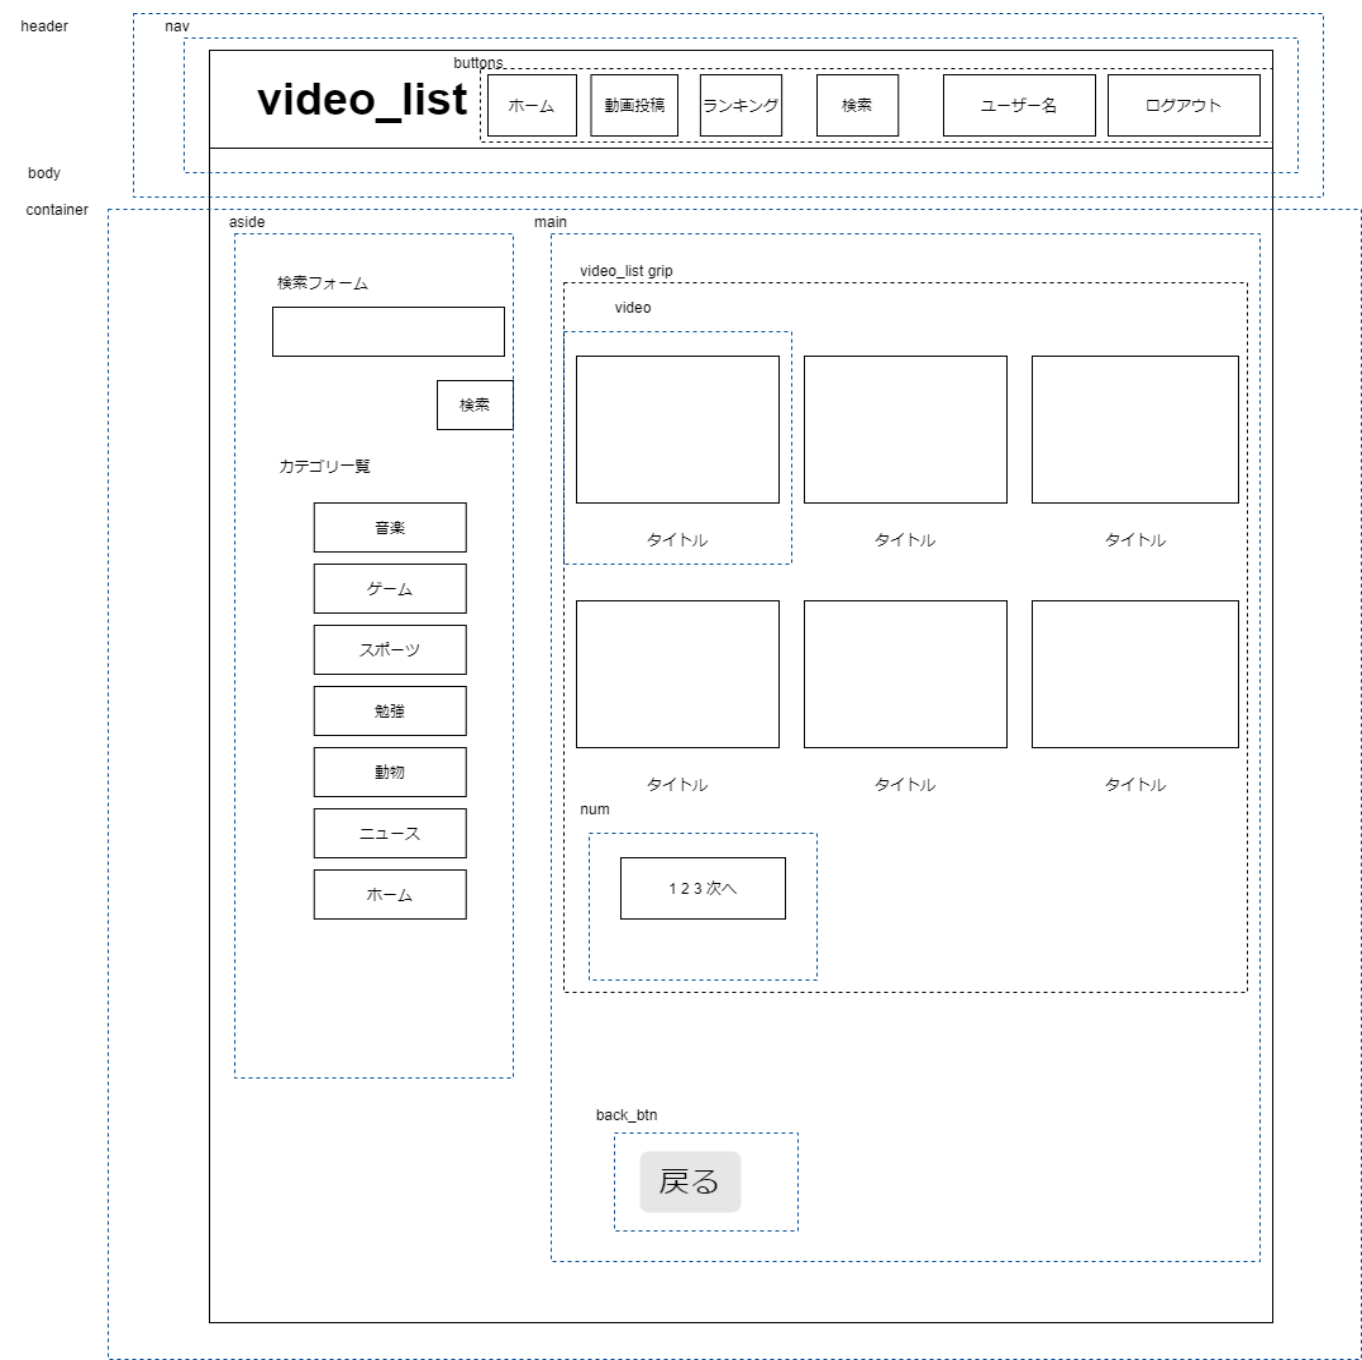 header
nav
buttons
video_list
ホーム
動画投稿
ランキング
検索
ユーザー名
ログアウト
body
container
aside
検索フォーム
検索
カテゴリー覧
音楽
ゲーム
スポーツ
勉強
動物
ニュース
ホーム
main
video_list grip
video
タイトル
タイトル
タイトル
タイトル
タイトル
タイトル
num
1 2 3 次へ
back_btn
戻る